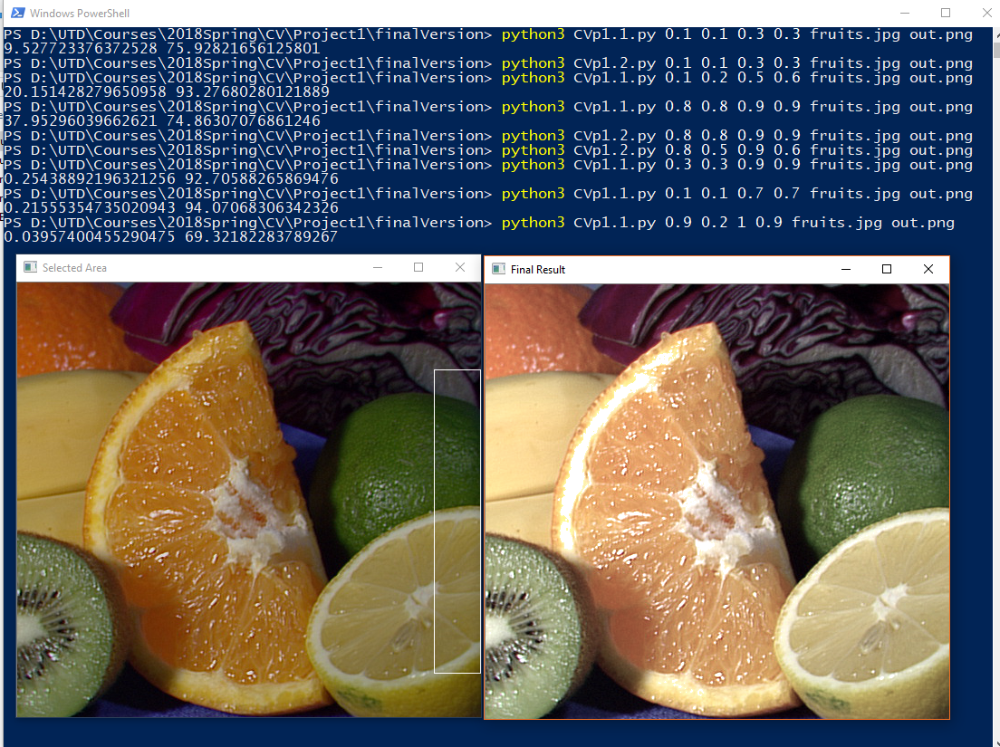 Windows PowerShell
PS D:\UTD\Courses\2018Spring\CV\Project1\finalVersion> python3 CVp1.1.py 0.1 0.1 0.3 0.3 fruits.jpg out.png
9.527723376372528 75.92821656125801
PS D:\UTD\Courses\2018Spring\CV\Project1\finalVersion> python3 CVp1.2.py 0.1 0.1 0.3 0.3 fruits.jpg out.png
PS D:\UTD\Courses\2018Spring\CV\Project1\finalVersion> python3 CVp1.1.py 0.1 0.2 0.5 0.6 fruits.jpg out.png
20.151428279650958 93.27680280121889
PS D:\UTD\Courses\2018Spring\CV\Project1\finalVersion> python3 CVp1.1.py 0.8 0.8 0.9 0.9 fruits.jpg out.png
37.95296039662621 74.86307076861246
PS D:\UTD\Courses\2018Spring\CV\Project1\finalVersion> python3 CVp1.2.py 0.8 0.8 0.9 0.9 fruits.jpg out.png
PS D:\UTD\Courses\2018Spring\CV\Project1\finalVersion> python3 CVp1.2.py 0.8 0.5 0.9 0.6 fruits.jpg out.png
PS D:\UTD\Courses\2018Spring\CV\Project1\finalVersion> python3 CVp1.1.py 0.3 0.3 0.9 0.9 fruits.jpg out.png
0.25438892196321256 92.70588265869476
PS D:\UTD\Courses\2018Spring\CV\Project1\finalVersion> python3 CVp1.1.py 0.1 0.1 0.7 0.7 fruits.jpg out.png
0.21555354735020943 94.07068306342326
PS D:\UTD\Courses\2018Spring\CV\Project1\finalVersion> python3 CVp1.1.py 0.9 0.2 1 0.9 fruits.jpg out.png
0.03957400455290475 69.32182283789267
Selected Area
Final Result